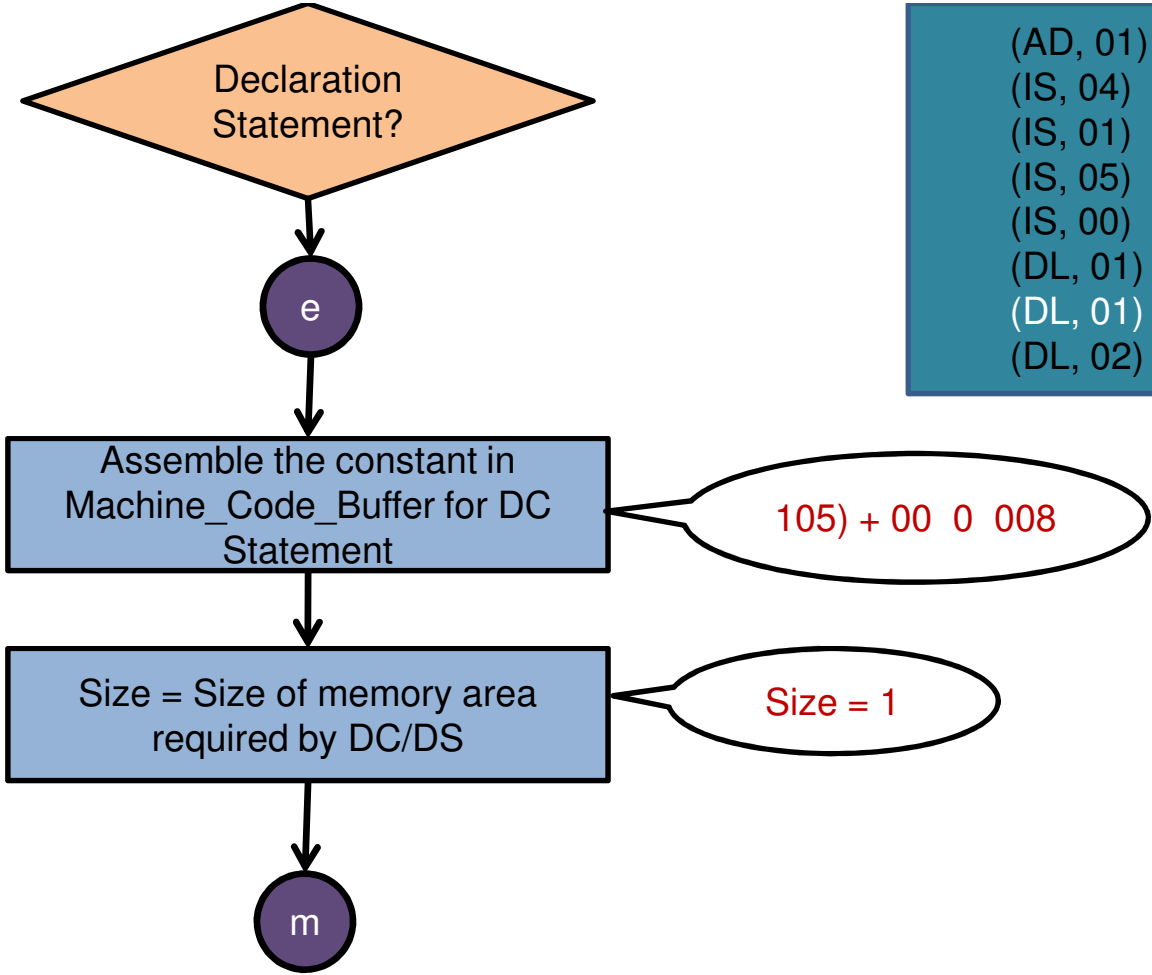 Declaration
Statement?
e
Assemble the constant in
Machine_Code_Buffer for DC
Statement
105) + 00 0 008
Size = Size of memory area
required by DC/DS
Size = 1
m
(AD, 01)
(IS, 04)
(IS, 01)
(IS, 05)
(IS, 00)
(DL, 01)
(DL, 01)
(DL, 02)